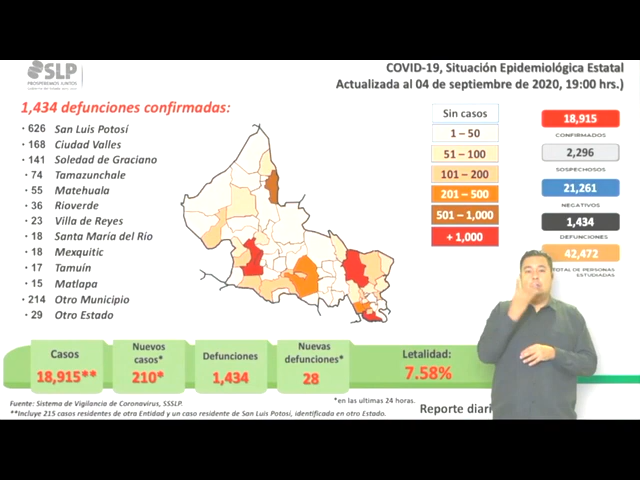 SLP
PROSPEREMOS JUNTOS
COVID-19, Situación Epidemiológica Estatal
Actualizada al 04 de septiembre de 2020, 19:00 hrs.)
1,434 defunciones confirmadas:
• 626 San Luis Potosí
• 168 Ciudad Valles
• 141 Soledad de Graciano
• 74 Tamazunchale
• 55 Matehuala
• 36 Rioverde
• 23 Villa de Reyes
• 18 Santa María del Río
• 18 Mexquitic
• 17 Tamuín
• 15 Matlapa
• 214 Otro Municipio
• 29 Otro Estado
Sin casos
1 – 50
51 – 100
101 – 200
201 – 500
501 – 1,000
+ 1,000
18,915
CONFIRMADOS
2,296
SOSPECHOSOS
21,261
NEGATIVOS
1,434
DEFUNCIONES
42,472
TOTAL DE PERSONAS
ESTUDIADAS
Casos
18,915**
Nuevos
casos*
210*
Defunciones
1,434
Nuevas
defunciones*
28
Letalidad:
7.58%
*en las ultimas 24 horas.
Fuente: Sistema de Vigilancia de Coronavirus, SSSLP.
**Incluye 215 casos residentes de otra Entidad y un caso residente de San Luis Potosí, identificada en otro Estado.
Reporte diari